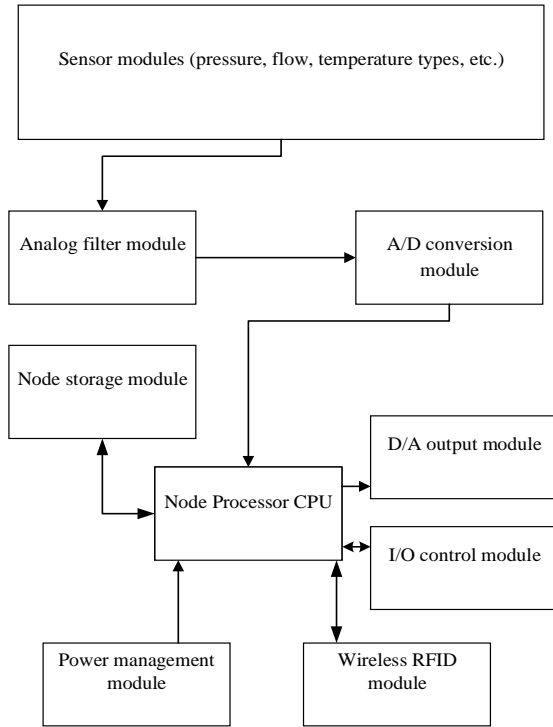 Sensor modules (pressure, flow, temperature types, etc.)
Analog filter module
A/D conversion
module
Node storage module
D/A output module
Node Processor CPU
I/O control module
Power management
module
Wireless RFID
module